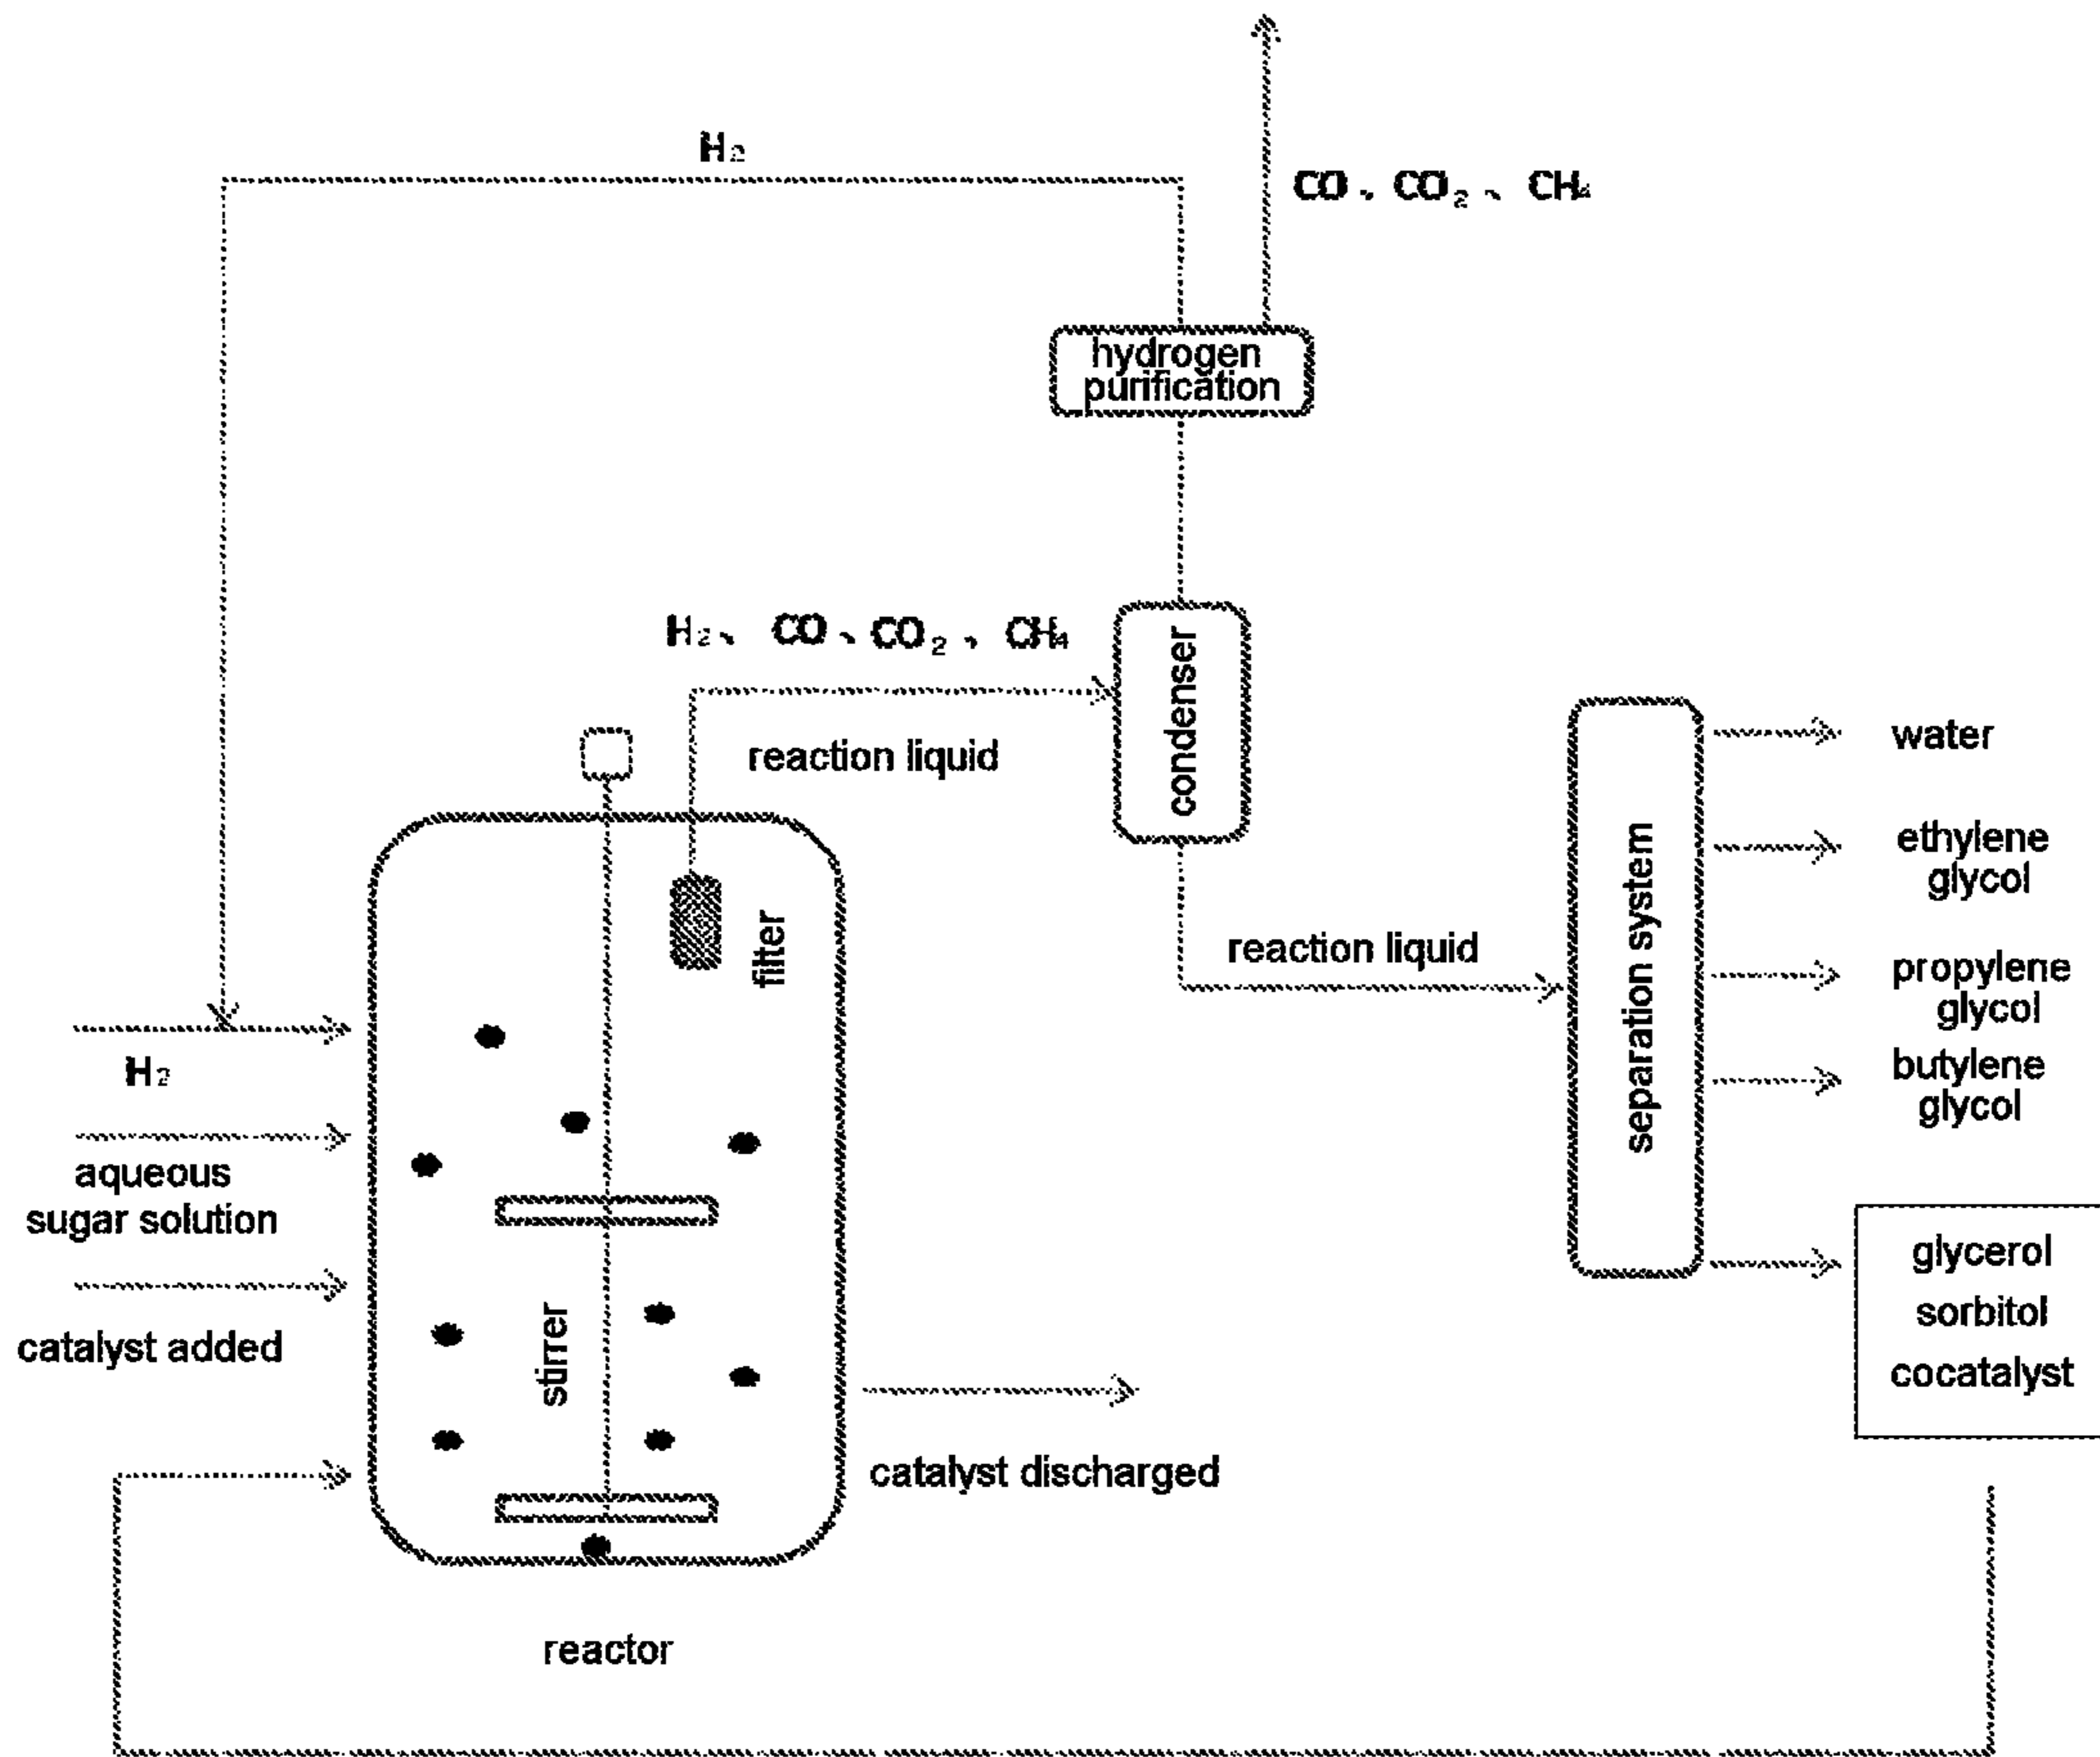 H₂
CO、CO₂、CH₄
hydrogen
purification
H₂、CO、CO₂、CH₄
condenser
reaction liquid
water
ethylene
glycol
separation system
filter
reaction liquid
propylene
glycol
H₂
butylene
glycol
aqueous
sugar solution
glycerol
sorbitol
cocatalyst
catalyst added
stirrer
catalyst discharged
reactor